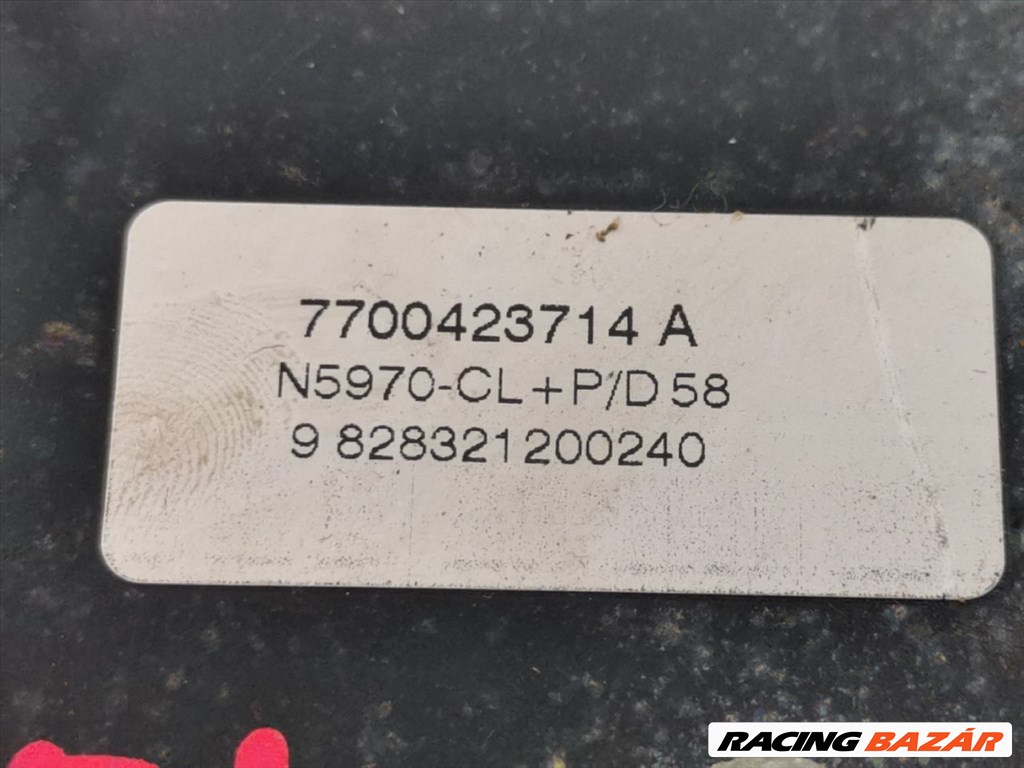 7700423714 A
N5970-CL+P/D 58
9 828321200240
RACING BAZÁR